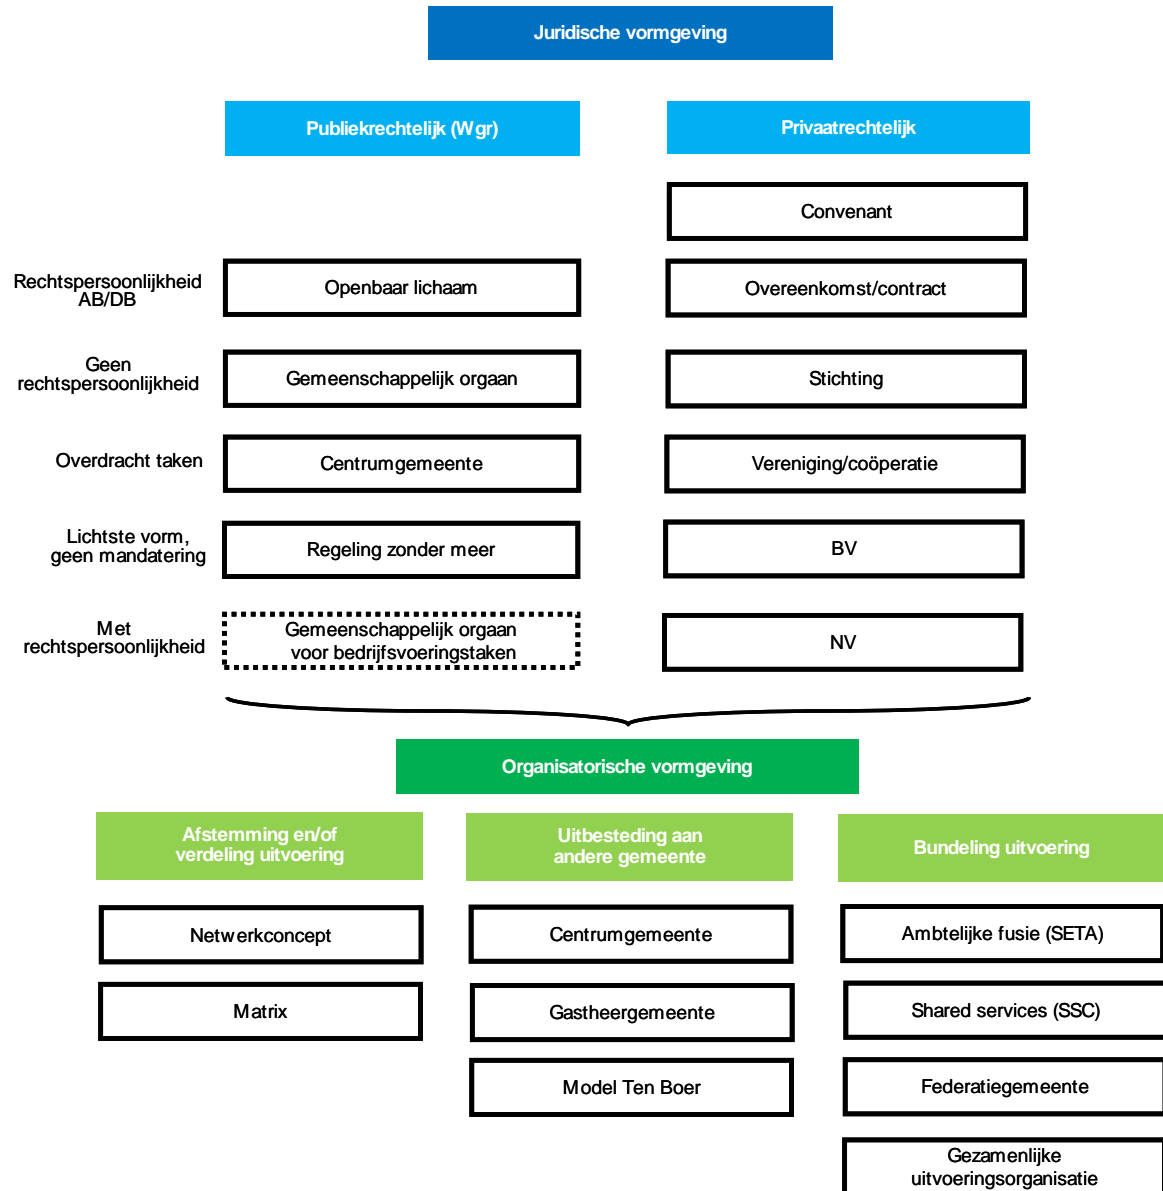 Juridische vormgeving
Publiekrechtelijk (Wgr)
Privaatrechtelijk
Convenant
Rechtspersoonlijkheid
AB/DB
Openbaar lichaam
Overeenkomst/contract
Geen
rechtspersoonlijkheid
Gemeenschappelijk orgaan
Stichting
Overdracht taken
Centrumgemeente
Vereniging/coöperatie
Lichtste vorm,
geen mandatering
Regeling zonder meer
BV
Met
rechtspersoonlijkheid
Gemeenschappelijk orgaan
voor bedrijfsvoeringstaken
NV
Organisatorische vormgeving
Afstemming en/of
verdeling uitvoering
Uitbesteding aan
andere gemeente
Bundeling uitvoering
Netwerkconcept
Centrumgemeente
Ambtelijke fusie (SETA)
Matrix
Gastheergemeente
Shared services (SSC)
Model Ten Boer
Federatiegemeente
Gezamenlijke
uitvoeringsorganisatie